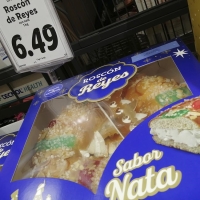 Roscón
de Reyes
6.49
ROSCÓN
DE
Reyes
Sabor
Nata